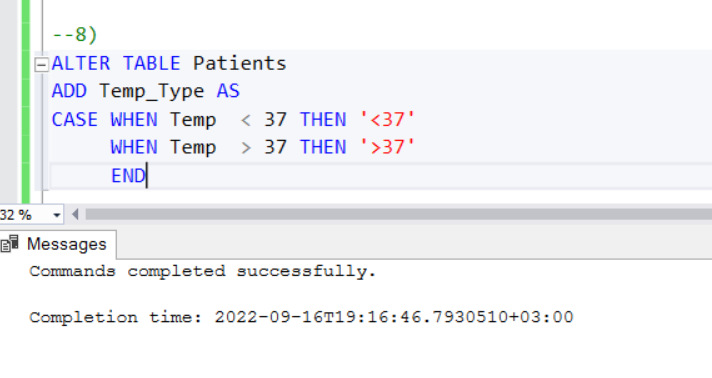 --8)
ALTER TABLE Patients
ADD Temp_Type AS
CASE WHEN Temp  < 37 THEN '<37'
     WHEN Temp  > 37 THEN '>37'
     END
32 %
Messages
Commands completed successfully.
Completion time: 2022-09-16T19:16:46.7930510+03:00